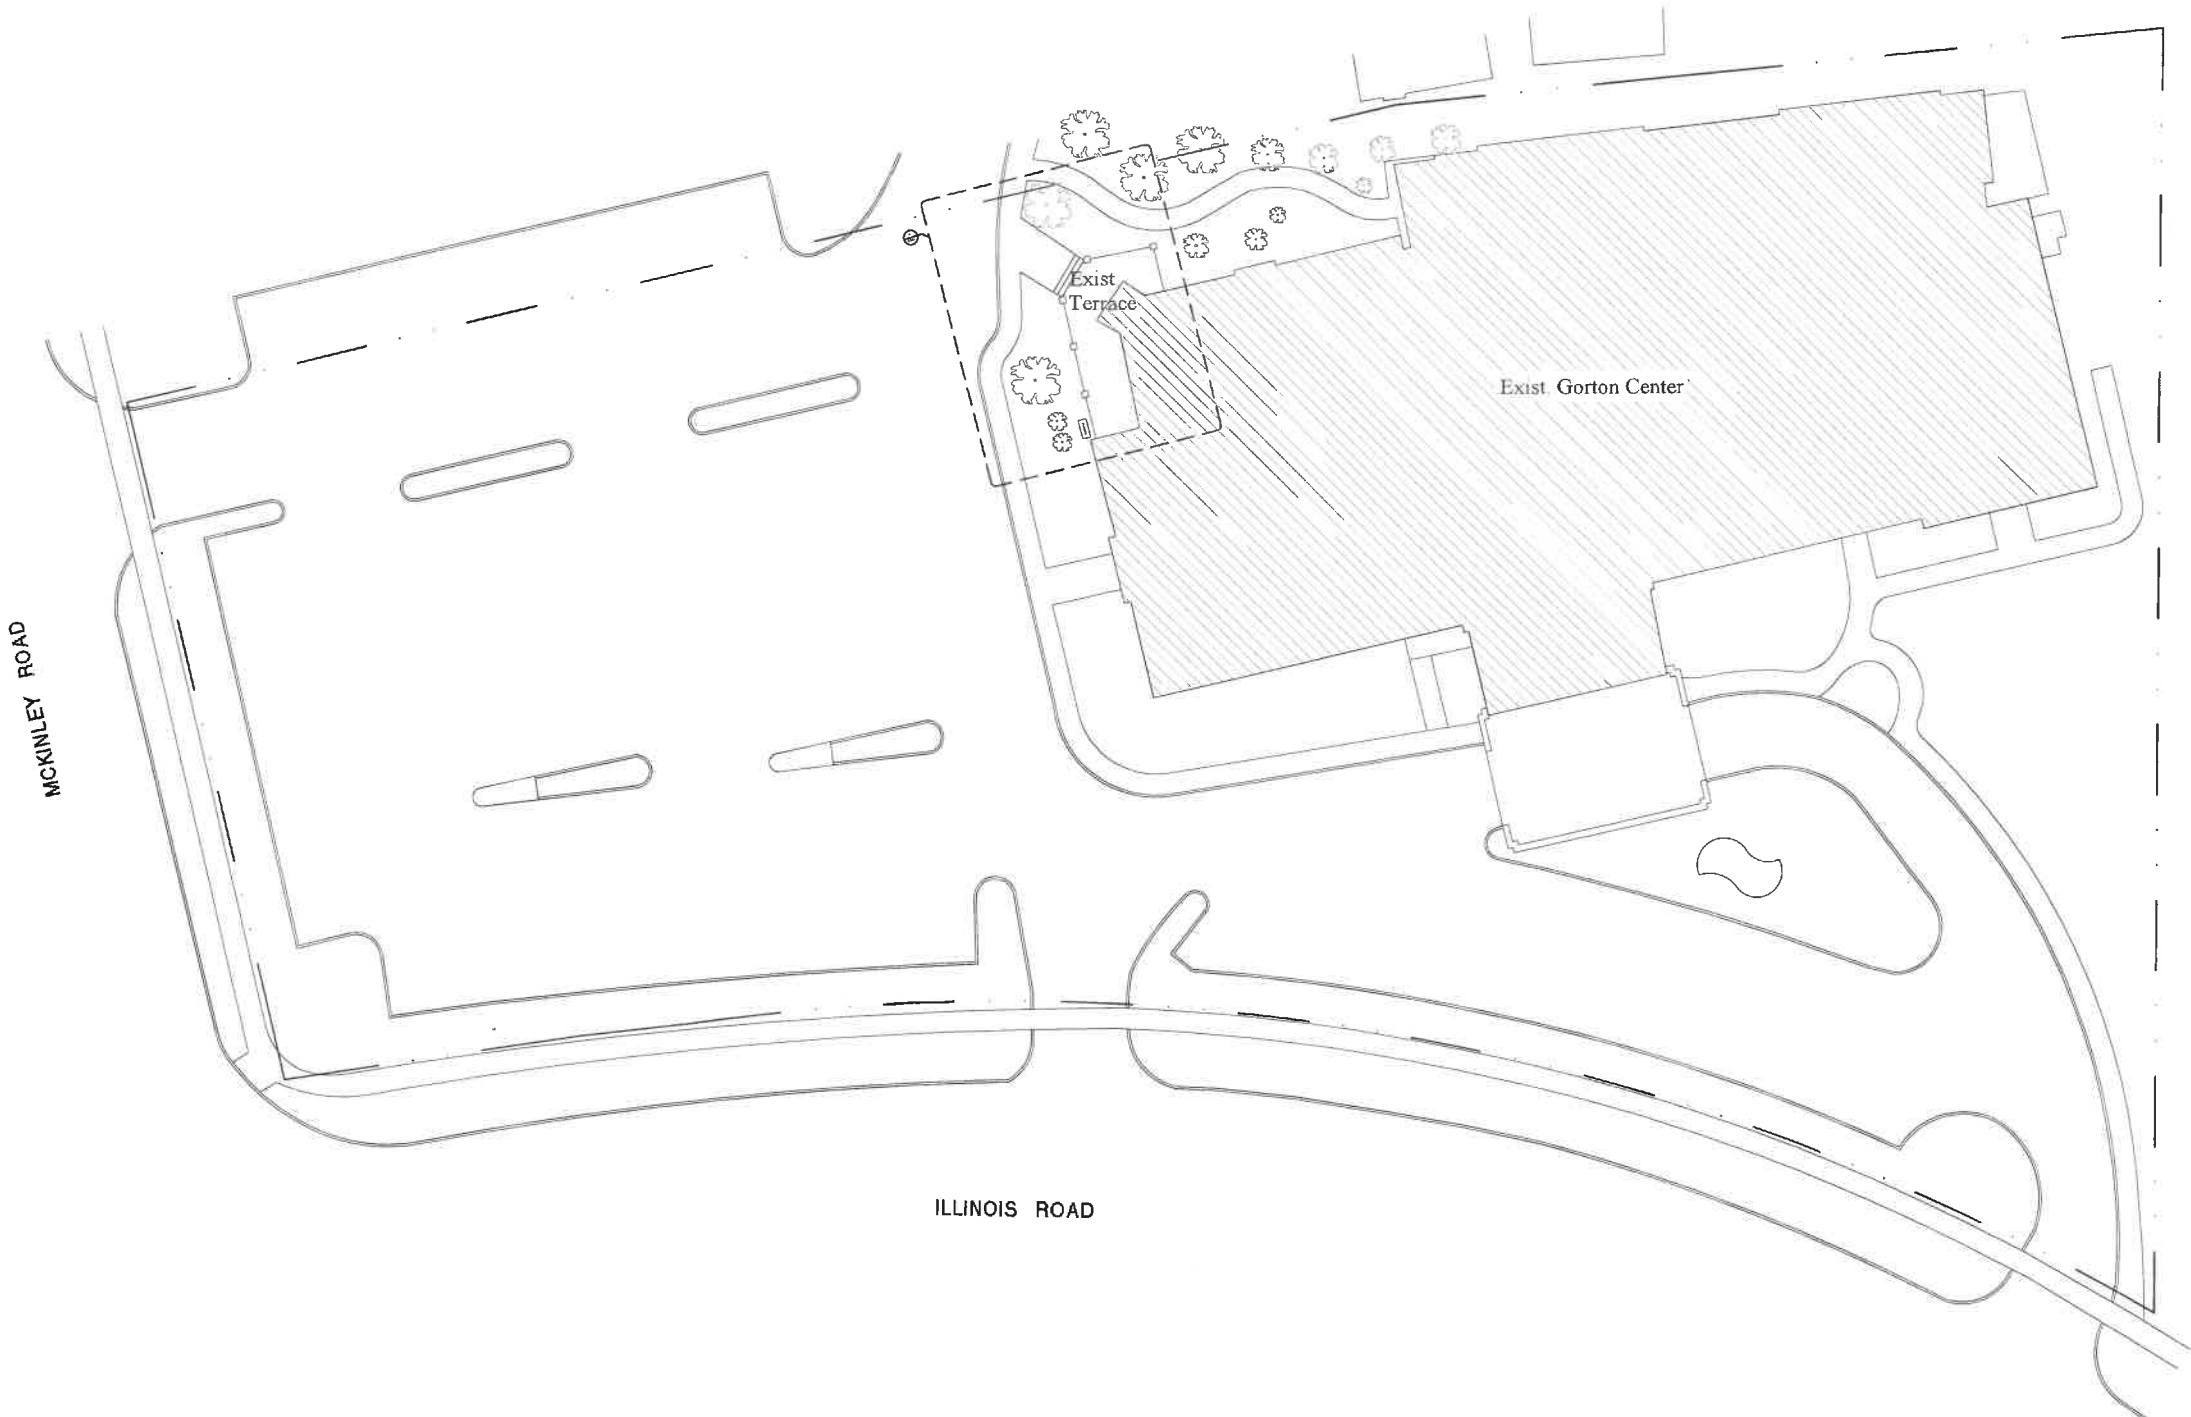 Exist
Terrace
Exist. Gorton Center
MCKINLEY ROAD
ILLINOIS ROAD